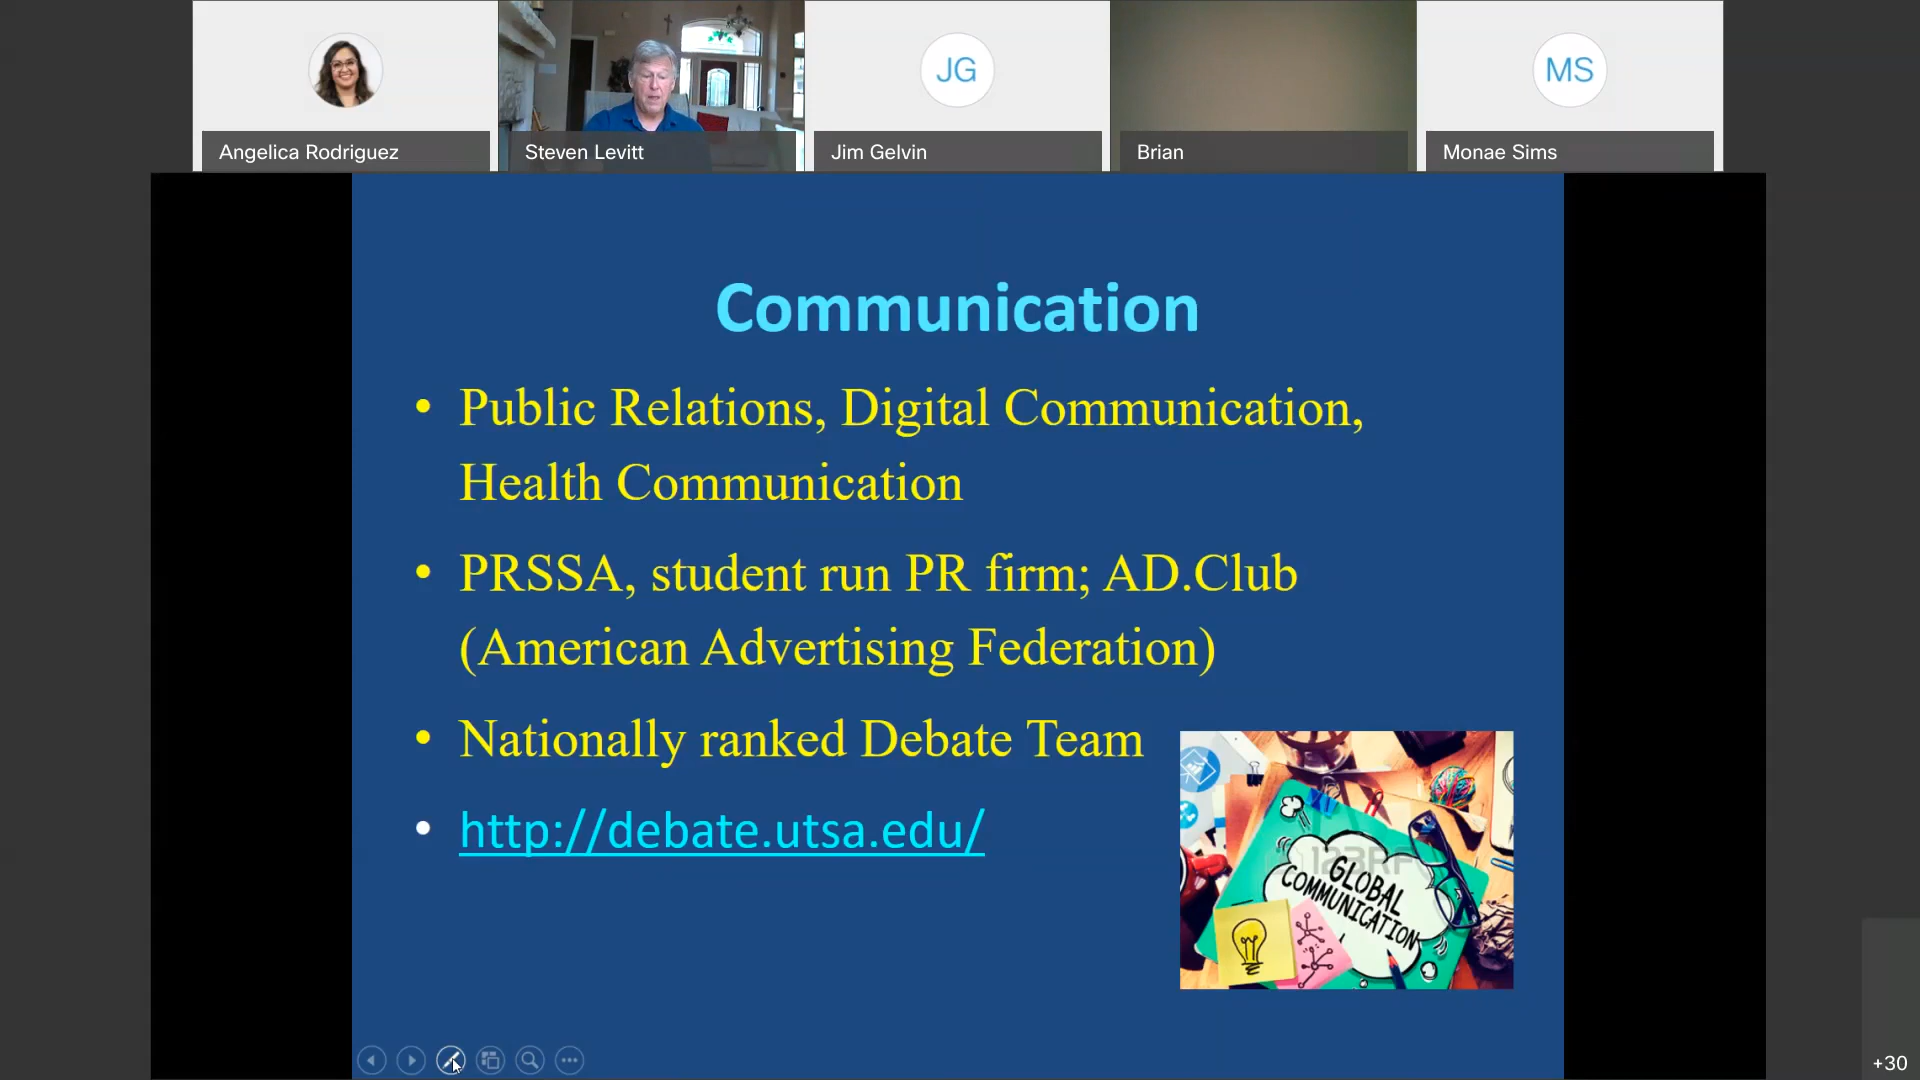 JG
MS
Angelica Rodriguez
Steven Levitt
Jim Gelvin
Brian
Monae Sims
Communication
• Public Relations, Digital Communication,
Health Communication
• PRSSA, student run PR firm; AD.Club
(American Advertising Federation)
• Nationally ranked Debate Team
• http://debate.utsa.edu/
123RF
GLOBAL
COMMUNICATION
+30